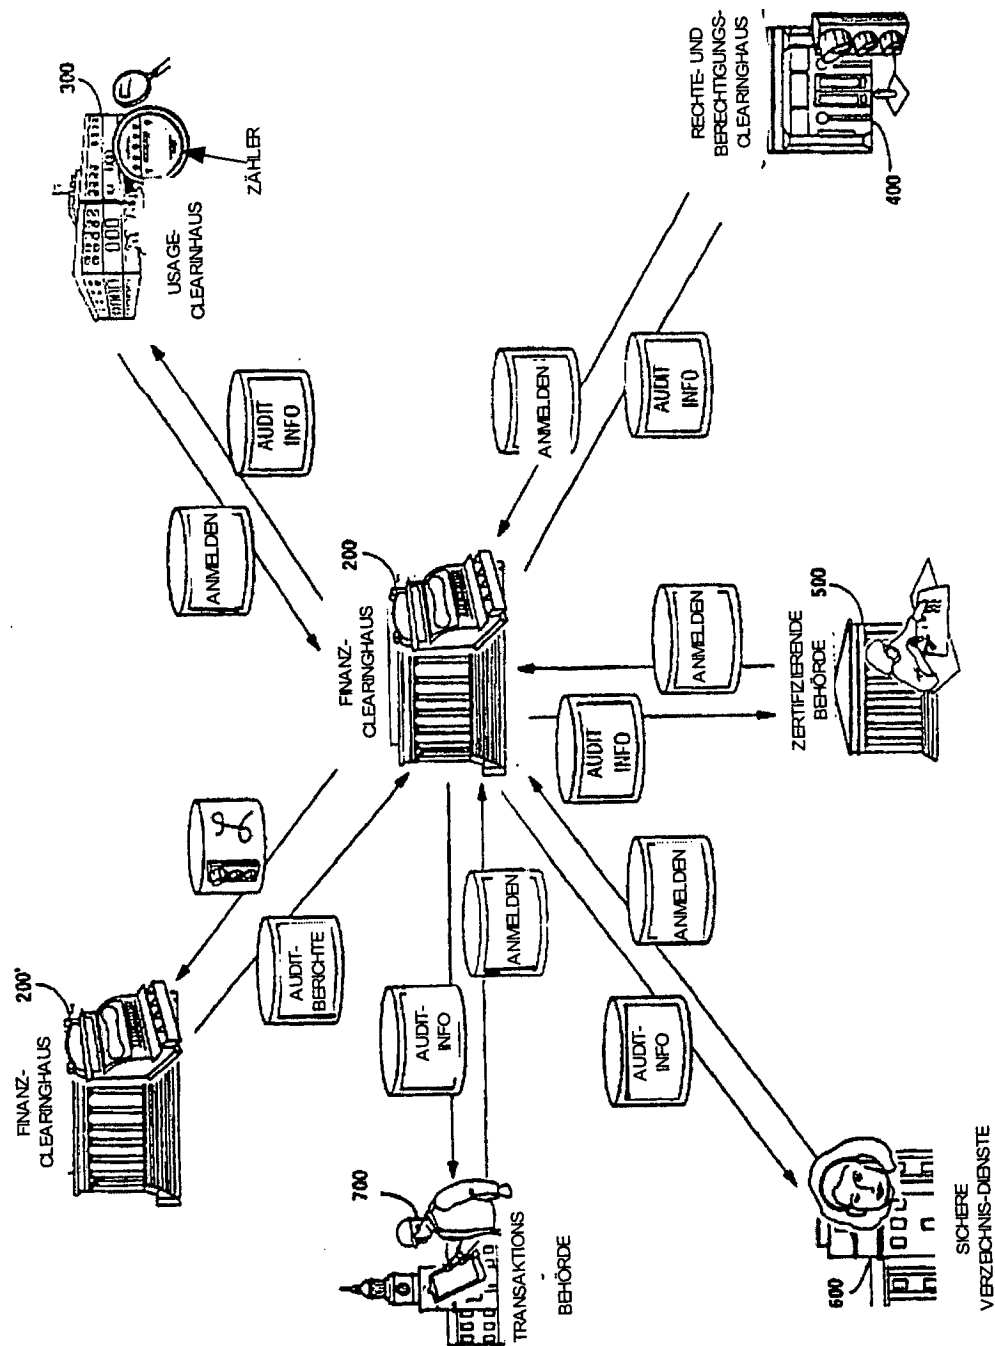 FINANZ-
CLEARINGHAUS
200'
AUDIT-
BERICHTE
FINANZ-
CLEARINGHAUS
200
ANMELDEN
AUDIT
INFO
USAGE-
CLEARINHAUS
300
ZÄHLER
700
TRANSAKTIONS
-
BEHÖRDE
AUDIT-
INFO
ANMELDEN
ANMELDEN
AUDIT
INFO
RECHTE- UND
BERECHTIGUNGS-
CLEARINGHAUS
400
AUDIT-
INFO
ANMELDEN
AUDIT
INFO
ANMELDEN
600
SICHERE
VERZEICHNIS-DIENSTE
ZERTIFIZIERENDE
BEHÖRDE
500